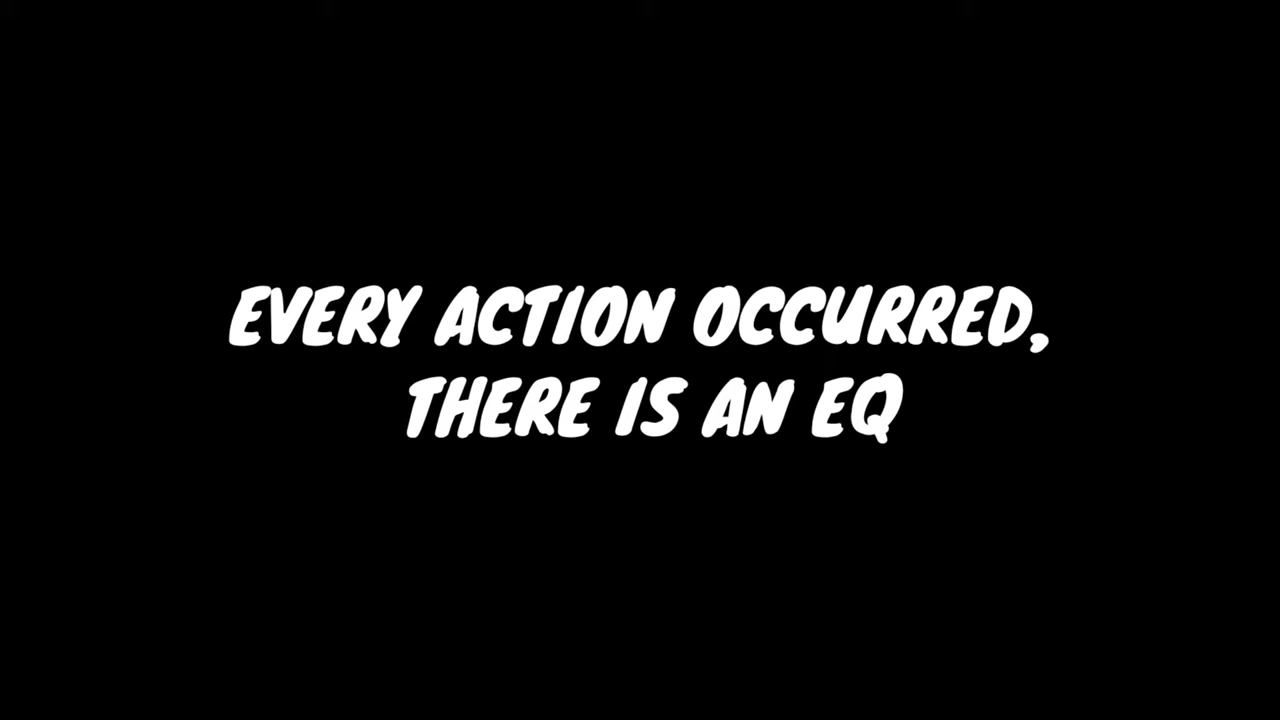 EVERY ACTION OCCURRED,
THERE IS AN EQ